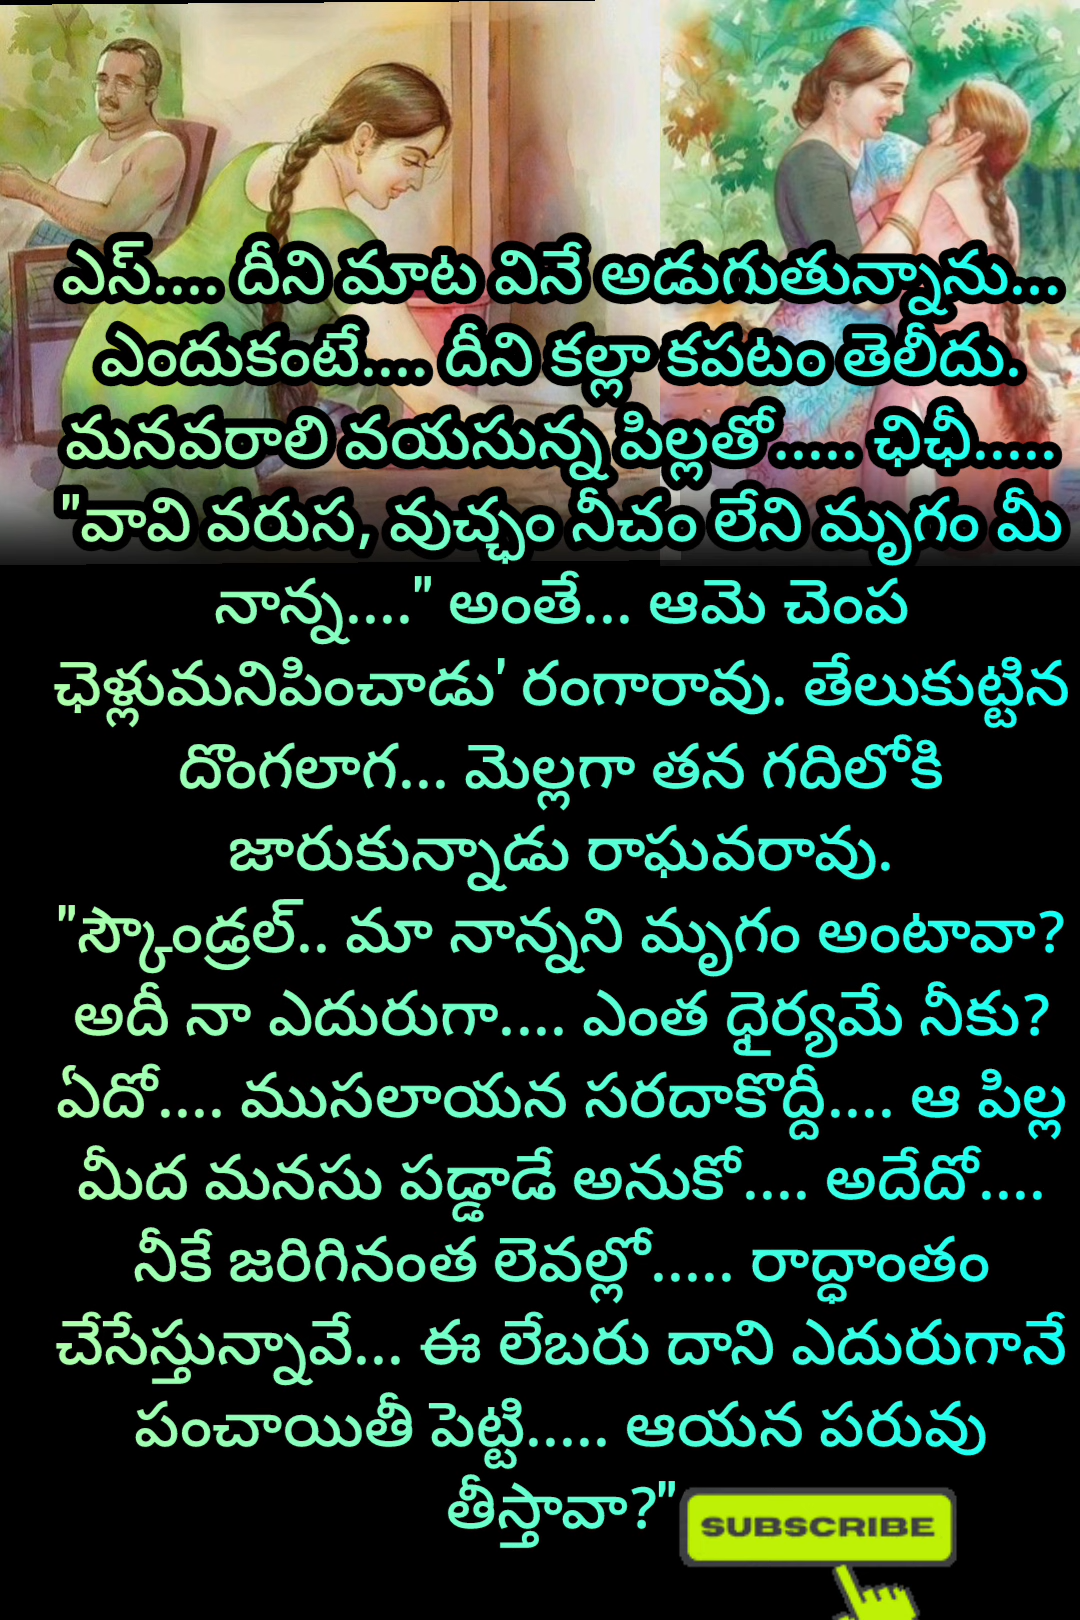 ఎస్.... దీని మాట వినే అడుగుతున్నాను...
ఎందుకంటే.... దీని కల్లా కపటం తెలీదు.
మనవరాలి వయసున్న పిల్లతో..... ఛిఛీ.....
"వావి వరుస, వుచ్ఛం నీచం లేని మృగం మీ
నాన్న...." అంతే... ఆమె చెంప
ఛెళ్లుమనిపించాడు' రంగారావు. తేలుకుట్టిన
దొంగలాగ... మెల్లగా తన గదిలోకి
జారుకున్నాడు రాఘవరావు.
"స్కౌండ్రల్.. మా నాన్నని మృగం అంటావా?
అదీ నా ఎదురుగా.... ఎంత ధైర్యమే నీకు?
ఏదో.... ముసలాయన సరదాకొద్దీ.... ఆ పిల్ల
మీద మనసు పడ్డాడే అనుకో.... అదేదో....
నీకే జరిగినంత లెవల్లో..... రాద్ధాంతం
చేసేస్తున్నావే... ఈ లేబరు దాని ఎదురుగానే
పంచాయితీ పెట్టి..... ఆయన పరువు
తీస్తావా?"
SUBSCRIBE